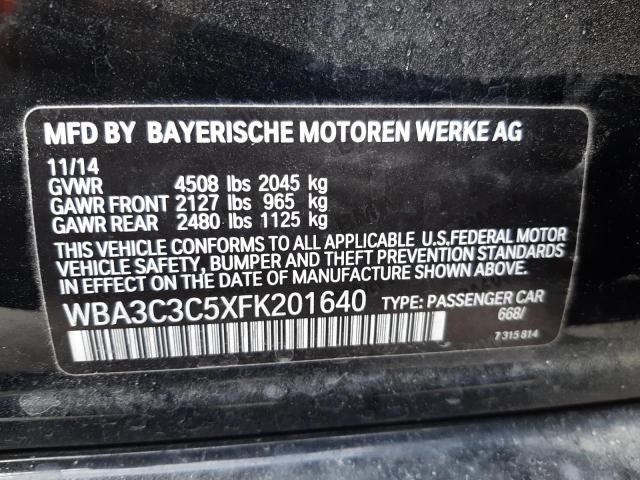 MFD BY BAYERISCHE MOTOREN WERKE AG
11/14
GVWR 4508 lbs 2045 kg
GAWR FRONT 2127 lbs 965 kg
GAWR REAR 2480 lbs 1125 kg
THIS VEHICLE CONFORMS TO ALL APPLICABLE U.S.FEDERAL MOTOR
VEHICLE SAFETY, BUMPER AND THEFT PREVENTION STANDARDS
IN EFFECT ON THE DATE OF MANUFACTURE SHOWN ABOVE.
WBA3C3C5XFK201640 TYPE: PASSENGER CAR
668/
7 315 814